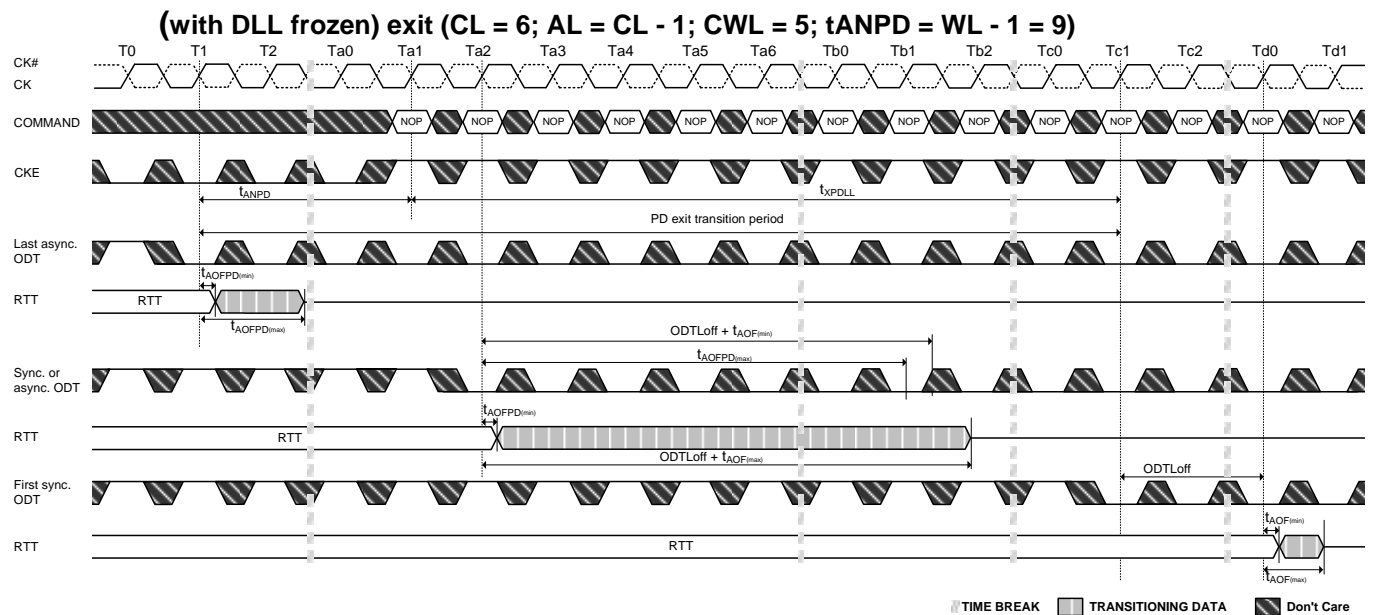 (with DLL frozen) exit (CL = 6; AL = CL - 1; CWL = 5; tANPD = WL - 1 = 9)
T0 T1 T2 Ta0 Ta1 Ta2 Ta3 Ta4 Ta5 Ta6 Tb0 Tb1 Tb2 Tc0 Tc1 Tc2 Td0 Td1
CK#
CK
COMMAND NOP NOP NOP NOP NOP NOP NOP NOP NOP NOP NOP NOP NOP NOP
CKE
tANPD tXPDLL
PD exit transition period
Last async.
ODT
tAOFPD(min)
RTT RTT
tAOFPD(max)
ODTLoff + tAOF(min)
tAOFPD(max)
Sync. or
async. ODT
tAOFPD(min)
RTT RTT
ODTLoff + tAOF(max)
ODTLoff
First sync.
ODT
tAOF(min)
RTT RTT
tAOF(max)
TIME BREAK TRANSITIONING DATA Don't Care